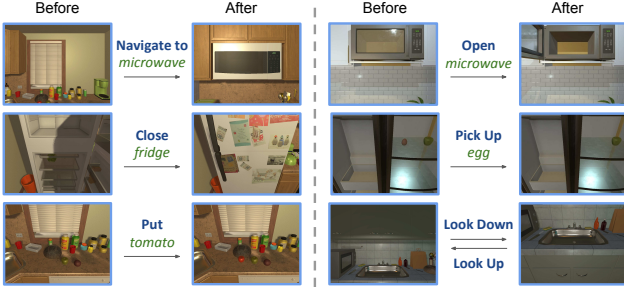 Before
After
Before
After
Navigate to
microwave
Open
microwave
Close
fridge
Pick Up
egg
Put
tomato
Look Down
Look Up